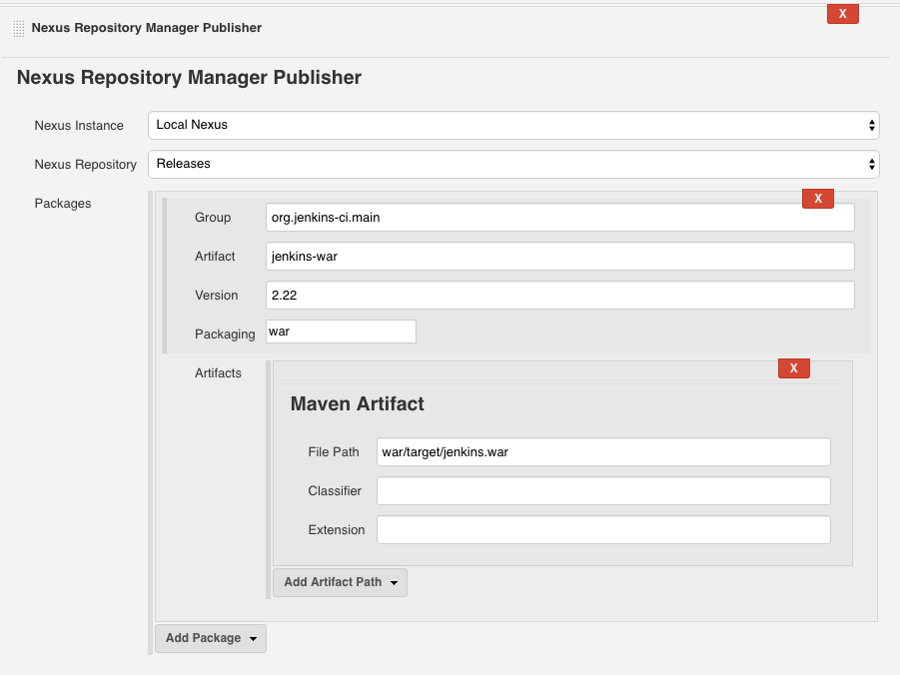 X
Nexus Repository Manager Publisher
Nexus Repository Manager Publisher
Nexus Instance Local Nexus
Nexus Repository Releases
Packages
X
Group org.jenkins-ci.main
Artifact jenkins-war
Version 2.22
Packaging war
Artifacts
X
Maven Artifact
File Path war/target/jenkins.war
Classifier
Extension
Add Artifact Path
Add Package